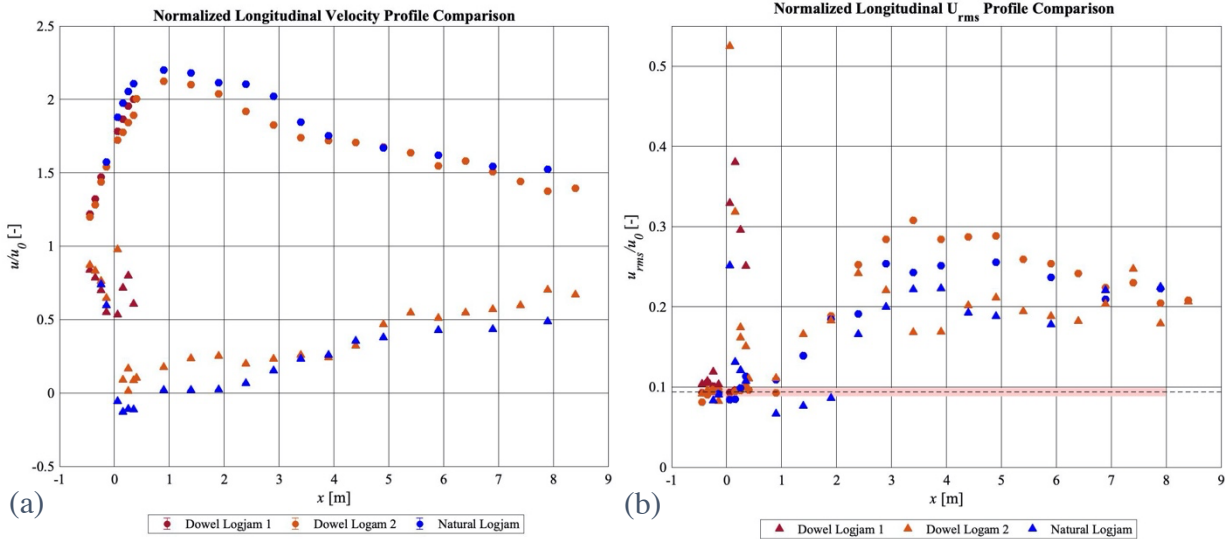 Normalized Longitudinal Velocity Profile Comparison
2.5
2
1.5
1
0.5
0
-0.5
u/u0 [-]
-1 0 1 2 3 4 5 6 7 8 9
x [m]
(a)
Dowel Logjam 1 Dowel Logam 2 Natural Logjam
Normalized Longitudinal Urms Profile Comparison
0.5
0.4
0.3
0.2
0.1
0
urms/u0 [-]
-1 0 1 2 3 4 5 6 7 8 9
x [m]
(b)
Dowel Logjam 1 Dowel Logjam 2 Natural Logjam